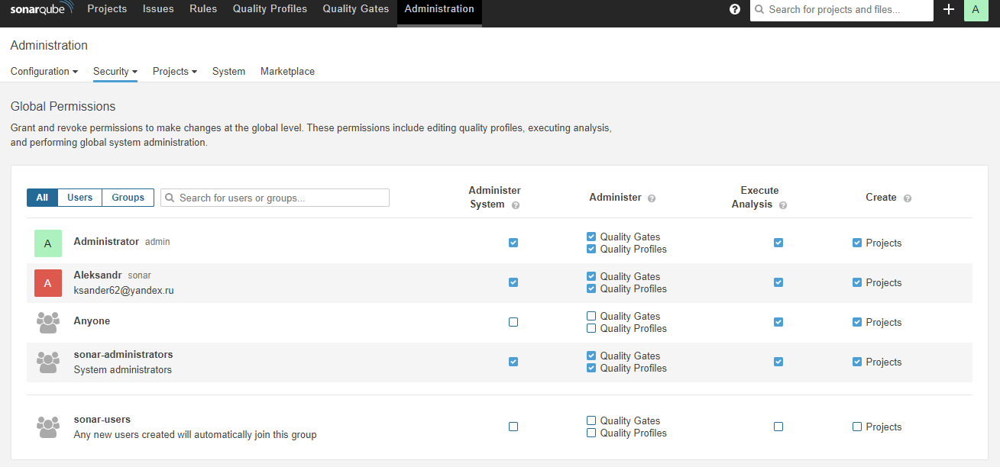 sonarqube Projects Issues Rules Quality Profiles Quality Gates Administration Search for projects and files... A
Administration
Configuration Security Projects System Marketplace
Global Permissions
Grant and revoke permissions to make changes at the global level. These permissions include editing quality profiles, executing analysis,
and performing global system administration.
All Users Groups Search for users or groups...
Administer
System ?
Administer ?
Execute
Analysis ?
Create ?
A
Administrator admin
Quality Gates
Quality Profiles
Projects
A
Aleksandr sonar
ksander62@yandex.ru
Quality Gates
Quality Profiles
Projects
Anyone
Quality Gates
Quality Profiles
Projects
sonar-administrators
System administrators
Quality Gates
Quality Profiles
Projects
sonar-users
Any new users created will automatically join this group
Quality Gates
Quality Profiles
Projects